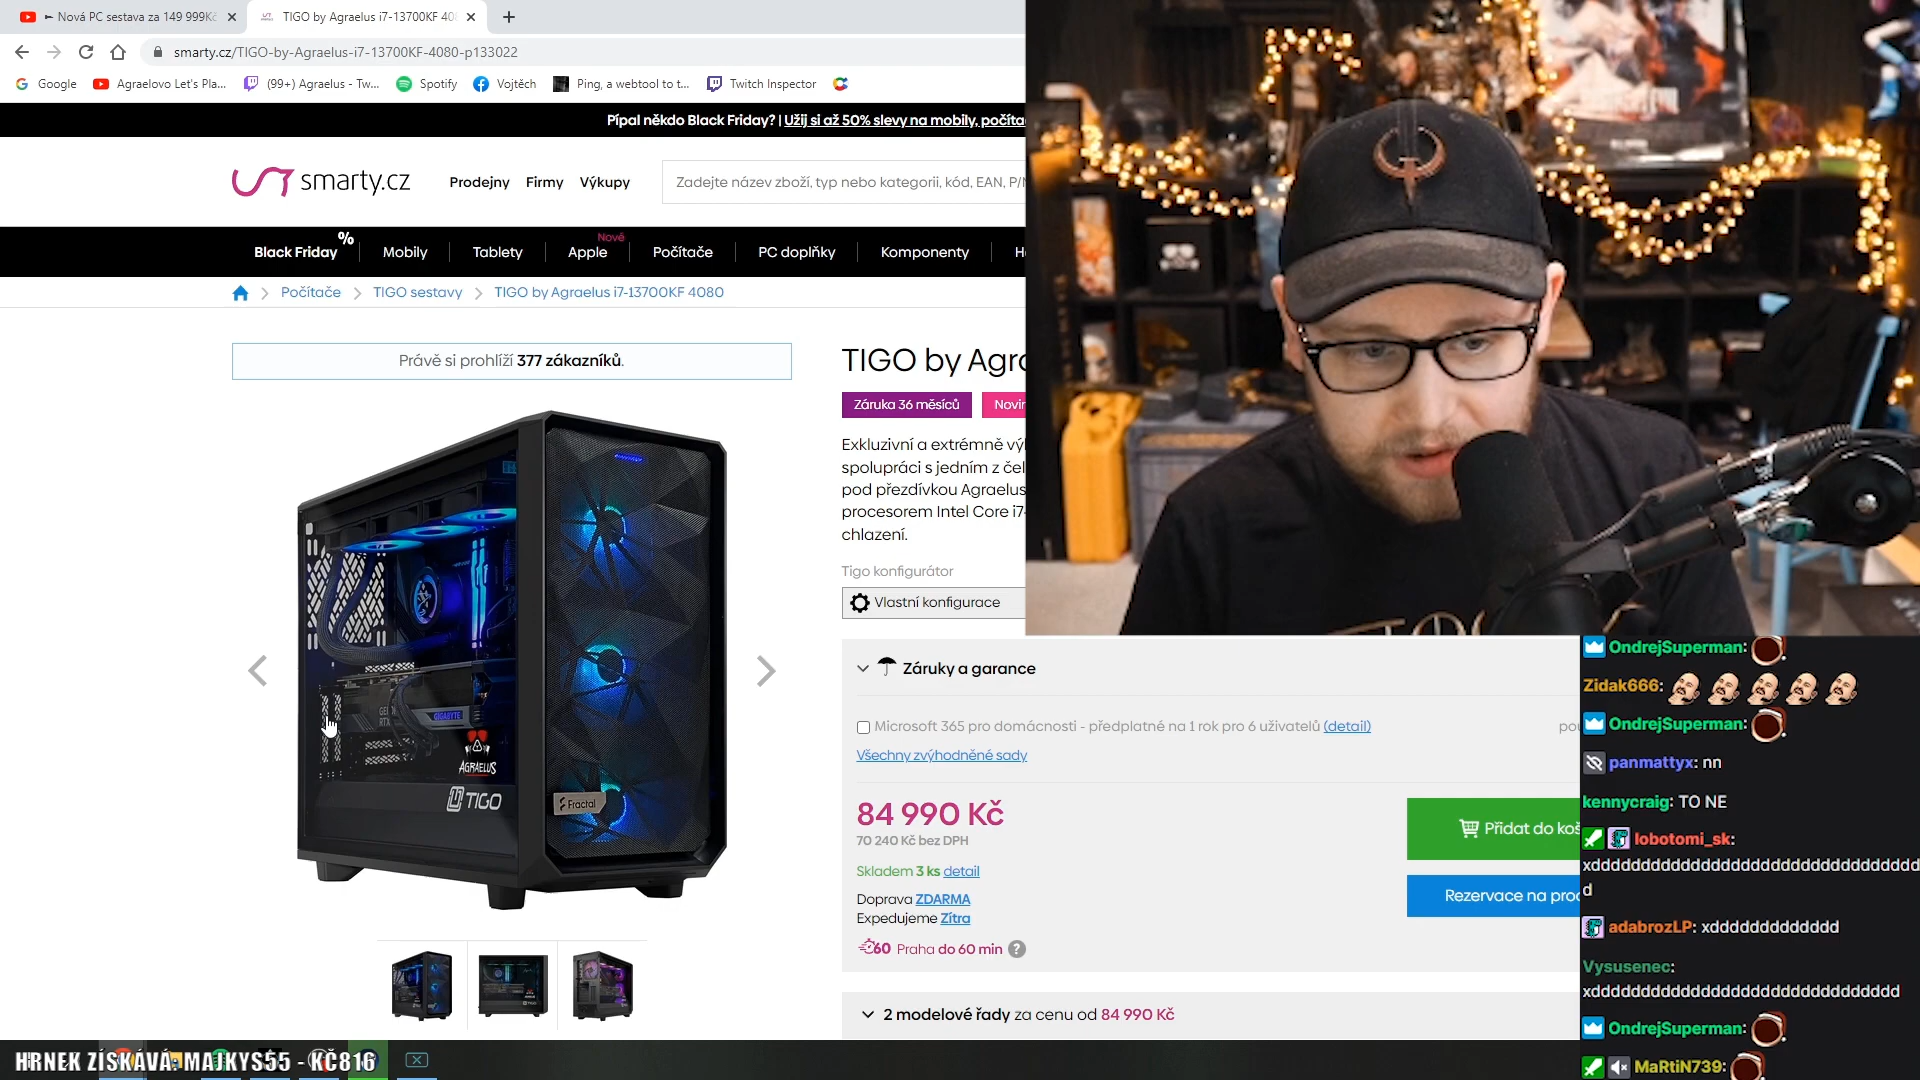 ► Nová PC sestava za 149 999Kč
TIGO by Agraelus i7-13700KF 40
smarty.cz/TIGO-by-Agraelus-i7-13700KF-4080-p133022
Google
Agraelovo Let's Pla...
(99+) Agraelus - Tw...
Spotify
Vojtěch
Ping, a webtool to t...
Twitch Inspector
Pípal někdo Black Friday? | Užij si až 50% slevy na mobily, počíta
smarty.cz
Prodejny
Firmy
Výkupy
Zadejte název zboží, typ nebo kategorii, kód, EAN, P/N
Black Friday %
Mobily
Tablety
Nově
Apple
Počítače
PC doplňky
Komponenty
Počítače
TIGO sestavy
TIGO by Agraelus i7-13700KF 4080
Právě si prohlíží 377 zákazníků.
TIGO by Agra
Záruka 36 měsíců
Novin
Exkluzivní a extrémně vý
spolupráci s jedním z čel
pod přezdívkou Agraelus
procesorem Intel Core i7-
chlazení.
Tigo konfigurátor
Vlastní konfigurace
GIGABYTE
AGRAELUS
TIGO
Fractal
Záruky a garance
Microsoft 365 pro domácnosti - předplatné na 1 rok pro 6 uživatelů (detail)
pou
Všechny zvýhodněné sady
84 990 Kč
70 240 Kč bez DPH
Přidat do koš
Skladem 3 ks detail
Rezervace na proc
Doprava ZDARMA
Expedujeme Zítra
60 Praha do 60 min ?
2 modelové řady za cenu od 84 990 Kč
OndrejSuperman:
Zidak666:
OndrejSuperman:
panmattyx: nn
kennycraig: TO NE
lobotomi_sk:
xddddddddddddddddddddddddddddddddd
d
adabrozLP: xddddddddddddd
Vysusenec:
xddddddddddddddddddddddddddddddd
OndrejSuperman:
MaRtiN739:
HRNEK ZÍSKÁVÁ: MAJKYS55 - KČ816